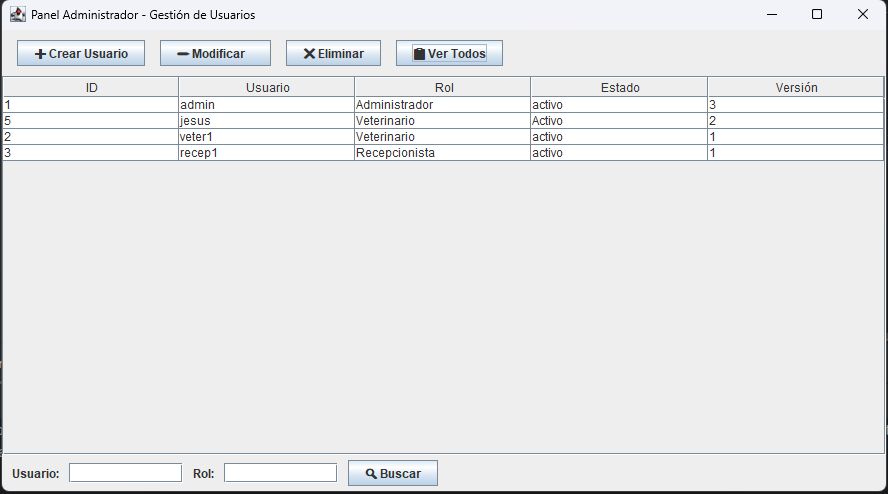 Panel Administrador - Gestión de Usuarios
Crear Usuario Modificar Eliminar Ver Todos
ID Usuario Rol Estado Versión
1 admin Administrador activo 3
5 jesus Veterinario Activo 2
2 veter1 Veterinario activo 1
3 recep1 Recepcionista activo 1
Usuario: Rol: Buscar